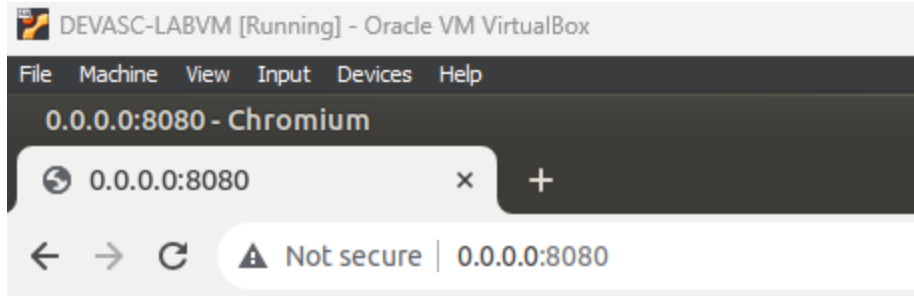 DEVASC-LABVM [Running] - Oracle VM VirtualBox
File Machine View Input Devices Help
0.0.0.0:8080 - Chromium
0.0.0.0:8080 × +
Not secure | 0.0.0.0:8080